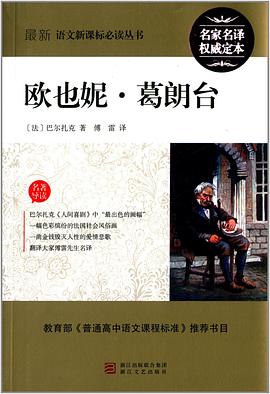 最新 语文新课标必读丛书
名家名译
权威定本
欧也妮·葛朗台
[法] 巴尔扎克 著 傅 雷 译
名著导读
巴尔扎克《人间喜剧》中“最出色的画幅”
一幅色彩缤纷的法国社会风俗画
一曲金钱毁灭人性的爱情悲歌
翻译大家傅雷先生名译
教育部《普通高中语文课程标准》推荐书目
浙江出版联合集团
浙江文艺出版社